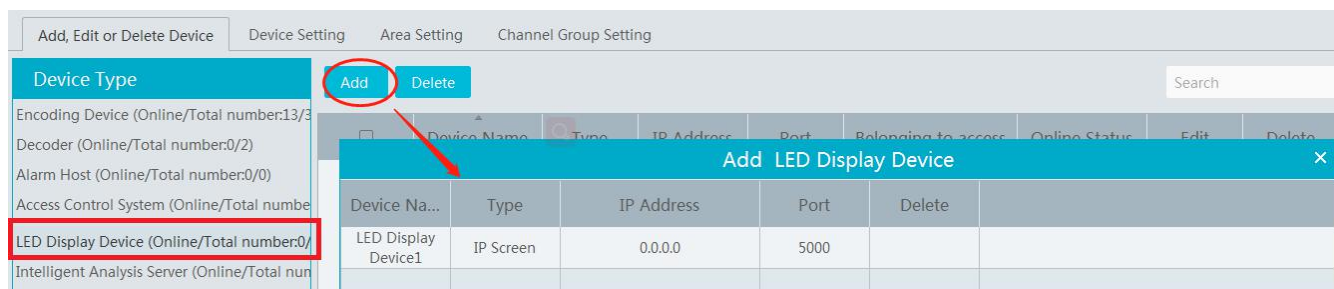 Add, Edit or Delete Device Device Setting Area Setting Channel Group Setting
Device Type
Add Delete Search
Encoding Device (Online/Total number:13/3
Decoder (Online/Total number:0/2)
Alarm Host (Online/Total number:0/0)
Access Control System (Online/Total numbe
LED Display Device (Online/Total number:0/
Intelligent Analysis Server (Online/Total num
Device Name Type IP Address Port Belonging to access Online Status Edit Delete
Add LED Display Device
Device Na... Type IP Address Port Delete
LED Display Device1 IP Screen 0.0.0.0 5000